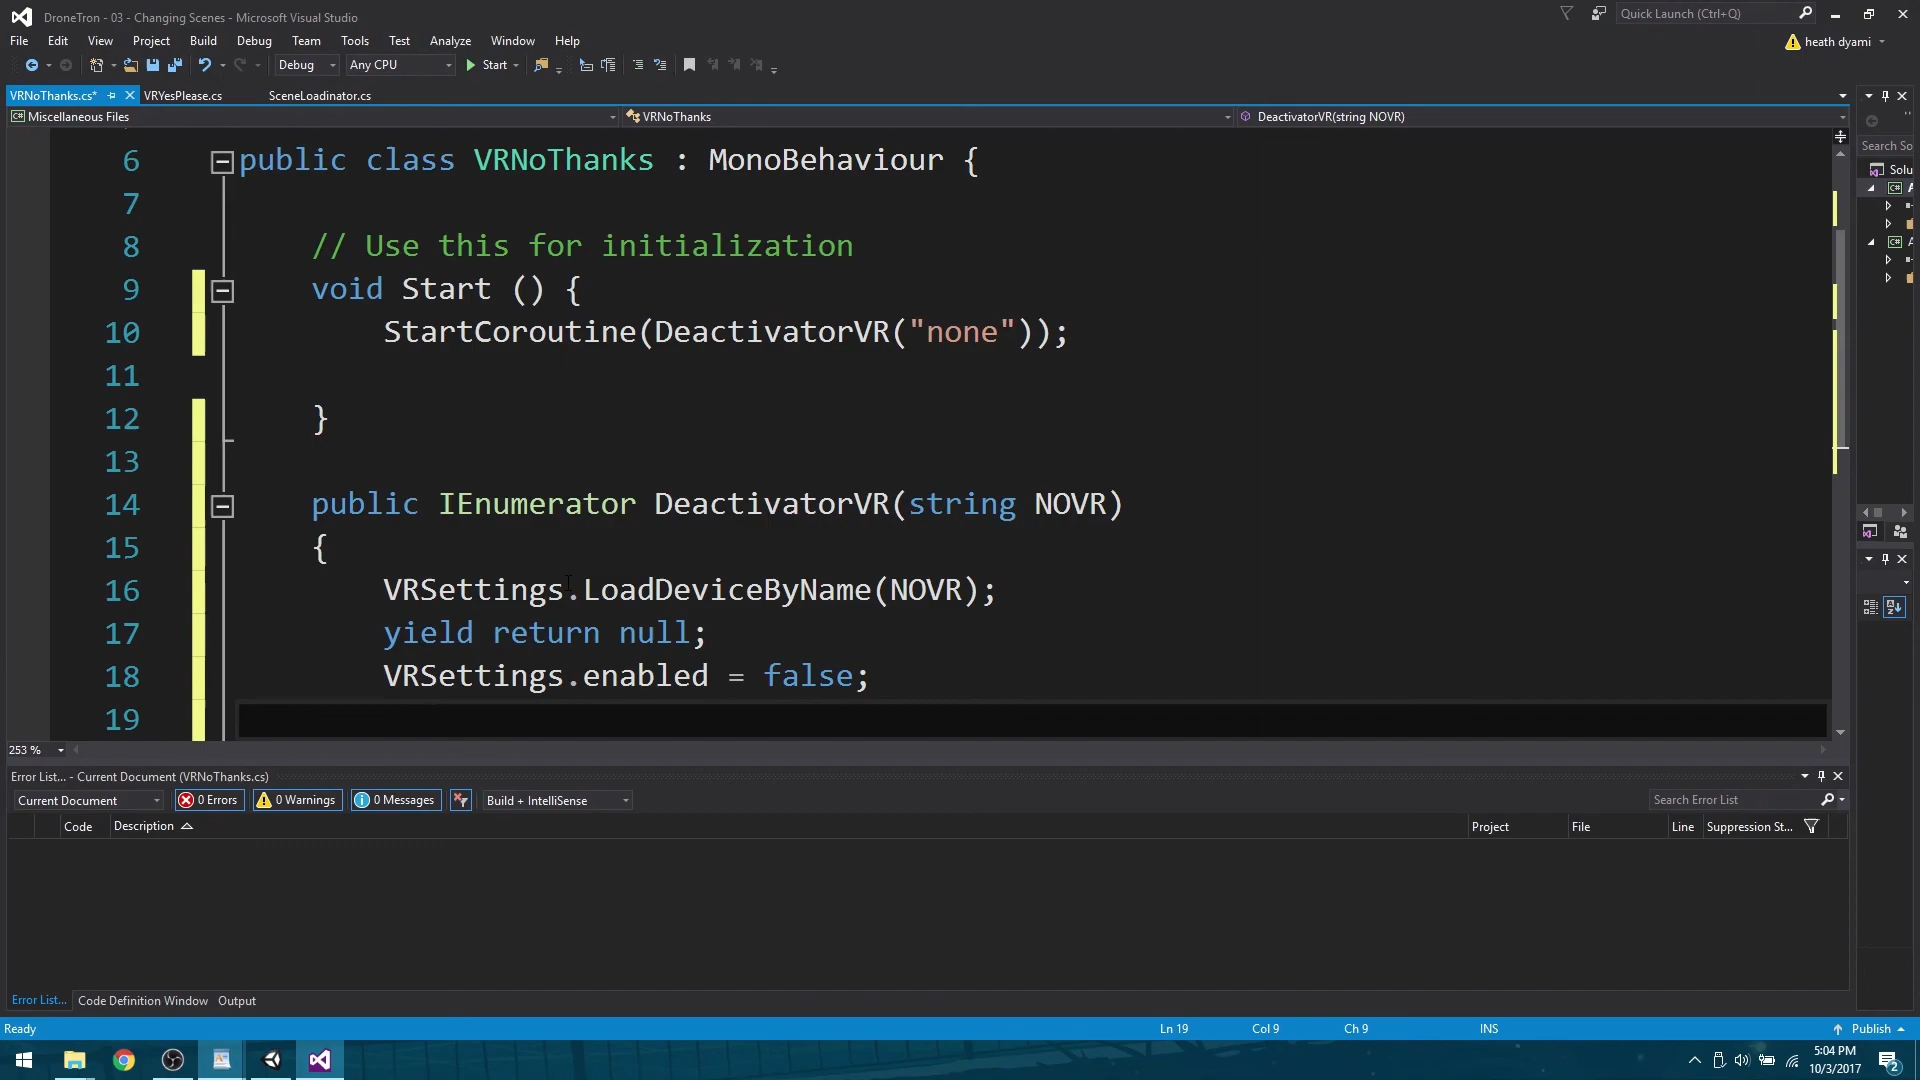 DroneTron - 03 - Changing Scenes - Microsoft Visual Studio
Quick Launch (Ctrl+Q)
File Edit View Project Build Debug Team Tools Test Analyze Window Help
heath dyami
Debug Any CPU Start
VRNoThanks.cs* VRYesPlease.cs SceneLoadinator.cs
Miscellaneous Files VRNoThanks DeactivatorVR(string NOVR)
Search So
Solu
6 public class VRNoThanks : MonoBehaviour {
7
8 // Use this for initialization
9 void Start () {
10 StartCoroutine(DeactivatorVR("none"));
11
12 }
13
14 public IEnumerator DeactivatorVR(string NOVR)
15 {
16 VRSettings.LoadDeviceByName(NOVR);
17 yield return null;
18 VRSettings.enabled = false;
19
253 %
Error List... - Current Document (VRNoThanks.cs)
Current Document 0 Errors 0 Warnings 0 Messages Build + IntelliSense Search Error List
Code Description Project File Line Suppression St...
Error List... Code Definition Window Output
Ready Ln 19 Col 9 Ch 9 INS Publish
5:04 PM
10/3/2017
2